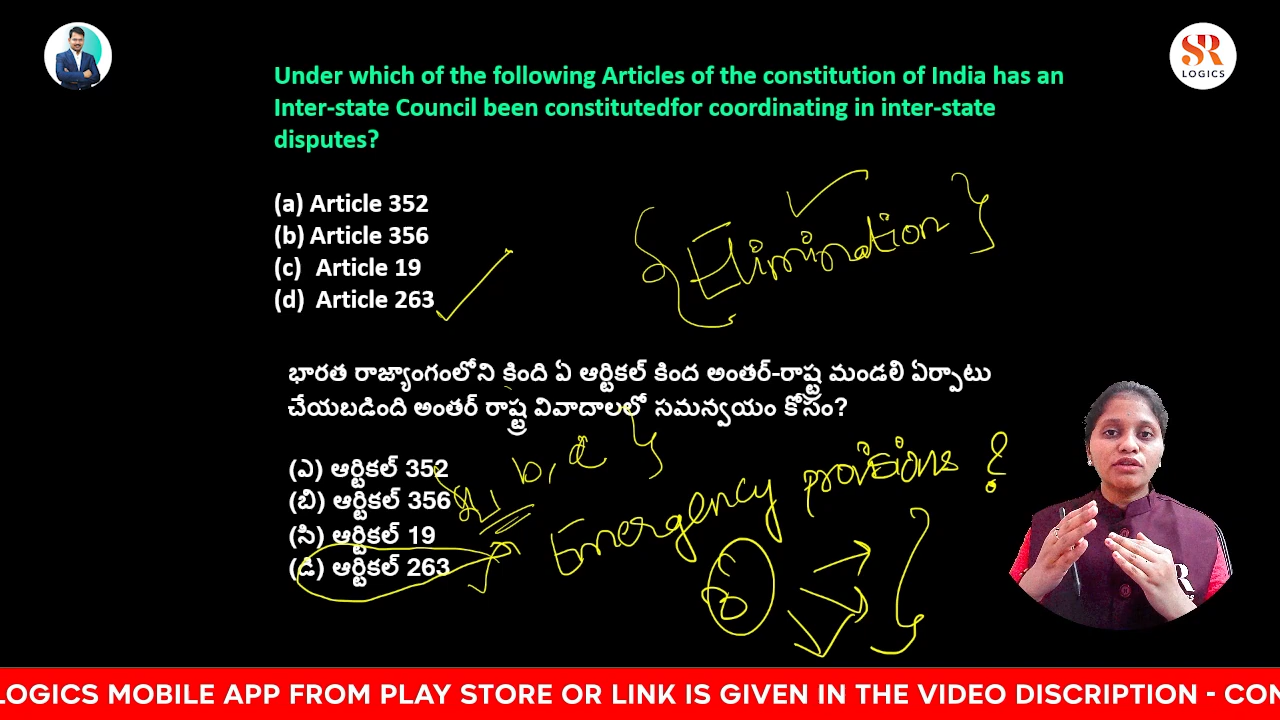 SR
LOGICS
Under which of the following Articles of the constitution of India has an
Inter-state Council been constitutedfor coordinating in inter-state
disputes?
(a) Article 352
(b) Article 356
(c) Article 19
(d) Article 263
Elimination
భారత రాజ్యాంగంలోని కింది ఏ ఆర్టికల్ కింద అంతర్-రాష్ట్ర మండలి ఏర్పాటు
చేయబడింది అంతర్ రాష్ట్ర వివాదాలలో సమన్వయం కోసం?
(ఎ) ఆర్టికల్ 352
(బి) ఆర్టికల్ 356
(సి) ఆర్టికల్ 19
(డి) ఆర్టికల్ 263
Emergency provisions ?
LOGICS MOBILE APP FROM PLAY STORE OR LINK IS GIVEN IN THE VIDEO DISCRIPTION - CON